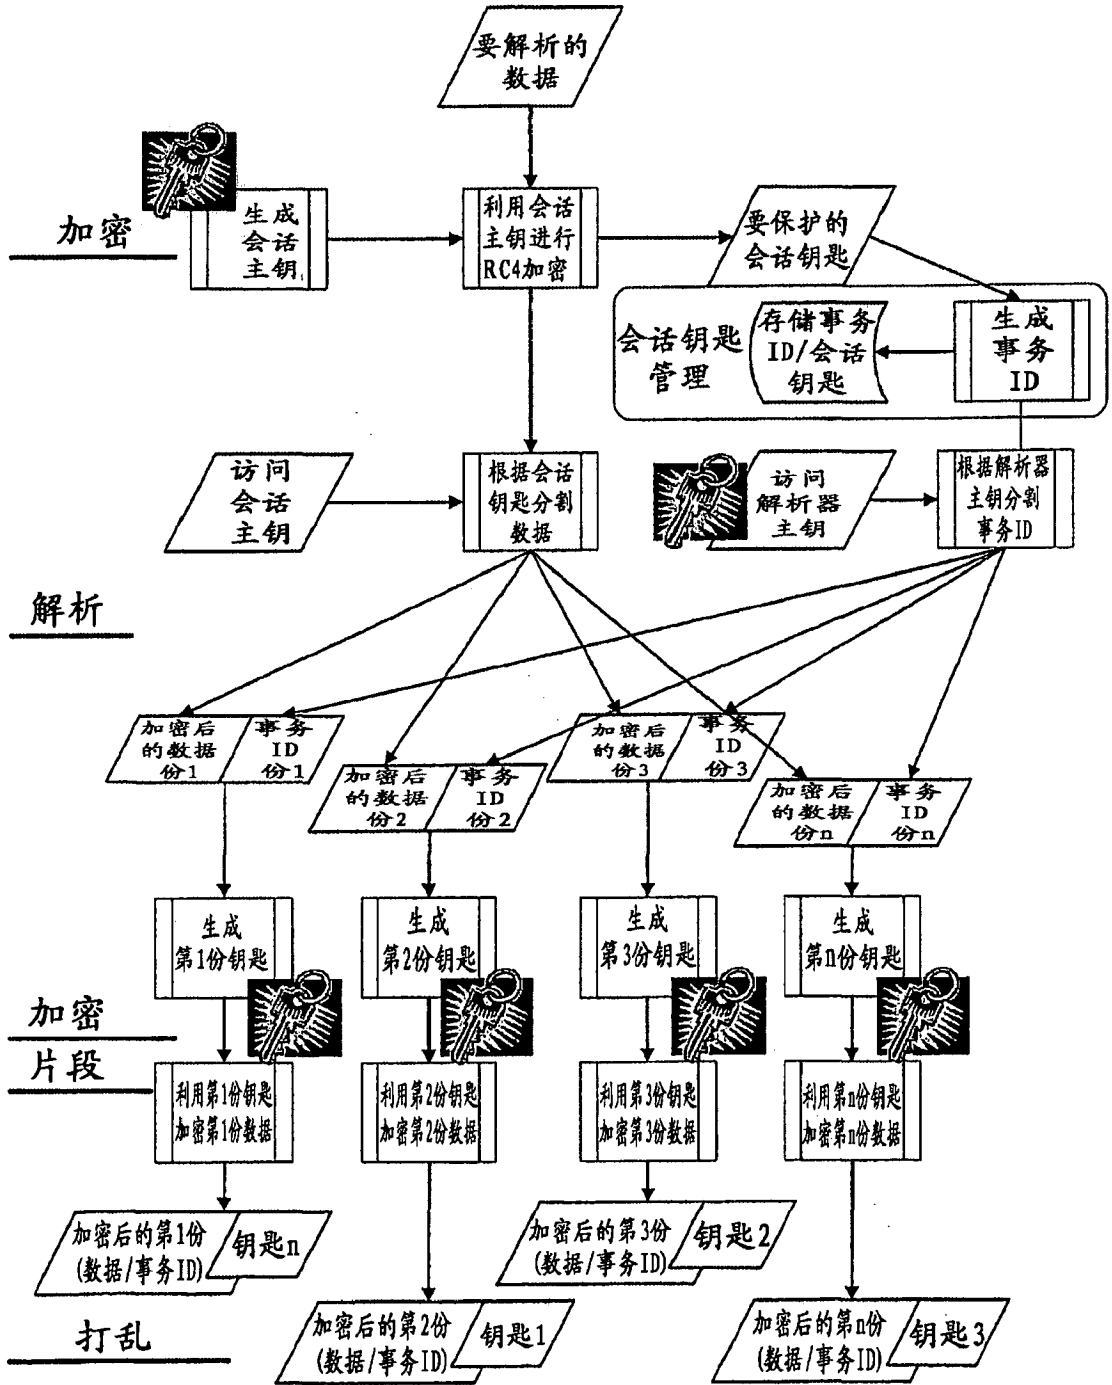 要解析的
数据
加密
生成
会话
主钥
利用会话
主钥进行
RC4加密
要保护的
会话钥匙
会话钥匙
管理
存储事务
ID/会话
钥匙
生成
事务
ID
访问
会话
主钥
根据会话
钥匙分割
数据
访问
解析器
主钥
根据解析器
主钥分割
事务ID
解析
加密后
的数据
份1
事务
ID
份1
加密后
的数据
份2
事务
ID
份2
加密后
的数据
份3
事务
ID
份3
加密后
的数据
份n
事务
ID
份n
生成
第1份钥匙
生成
第2份钥匙
生成
第3份钥匙
生成
第n份钥匙
加密
片段
利用第1份钥匙
加密第1份数据
利用第2份钥匙
加密第2份数据
利用第3份钥匙
加密第3份数据
利用第n份钥匙
加密第n份数据
加密后的第1份
(数据/事务ID)
钥匙n
加密后的第2份
(数据/事务ID)
钥匙1
加密后的第3份
(数据/事务ID)
钥匙2
加密后的第n份
(数据/事务ID)
钥匙3
打乱